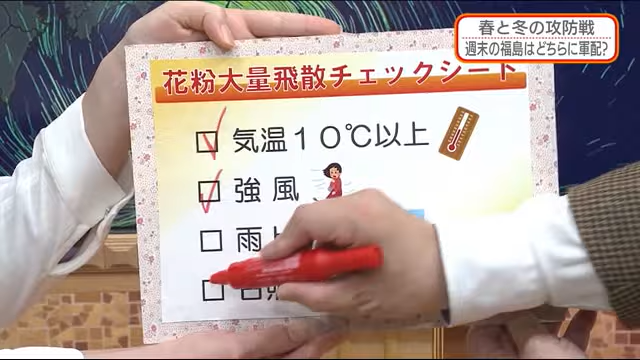 春と冬の攻防戦
週末の福島はどちらに軍配?
花粉大量飛散チェックシート
気温10℃以上
強風
雨